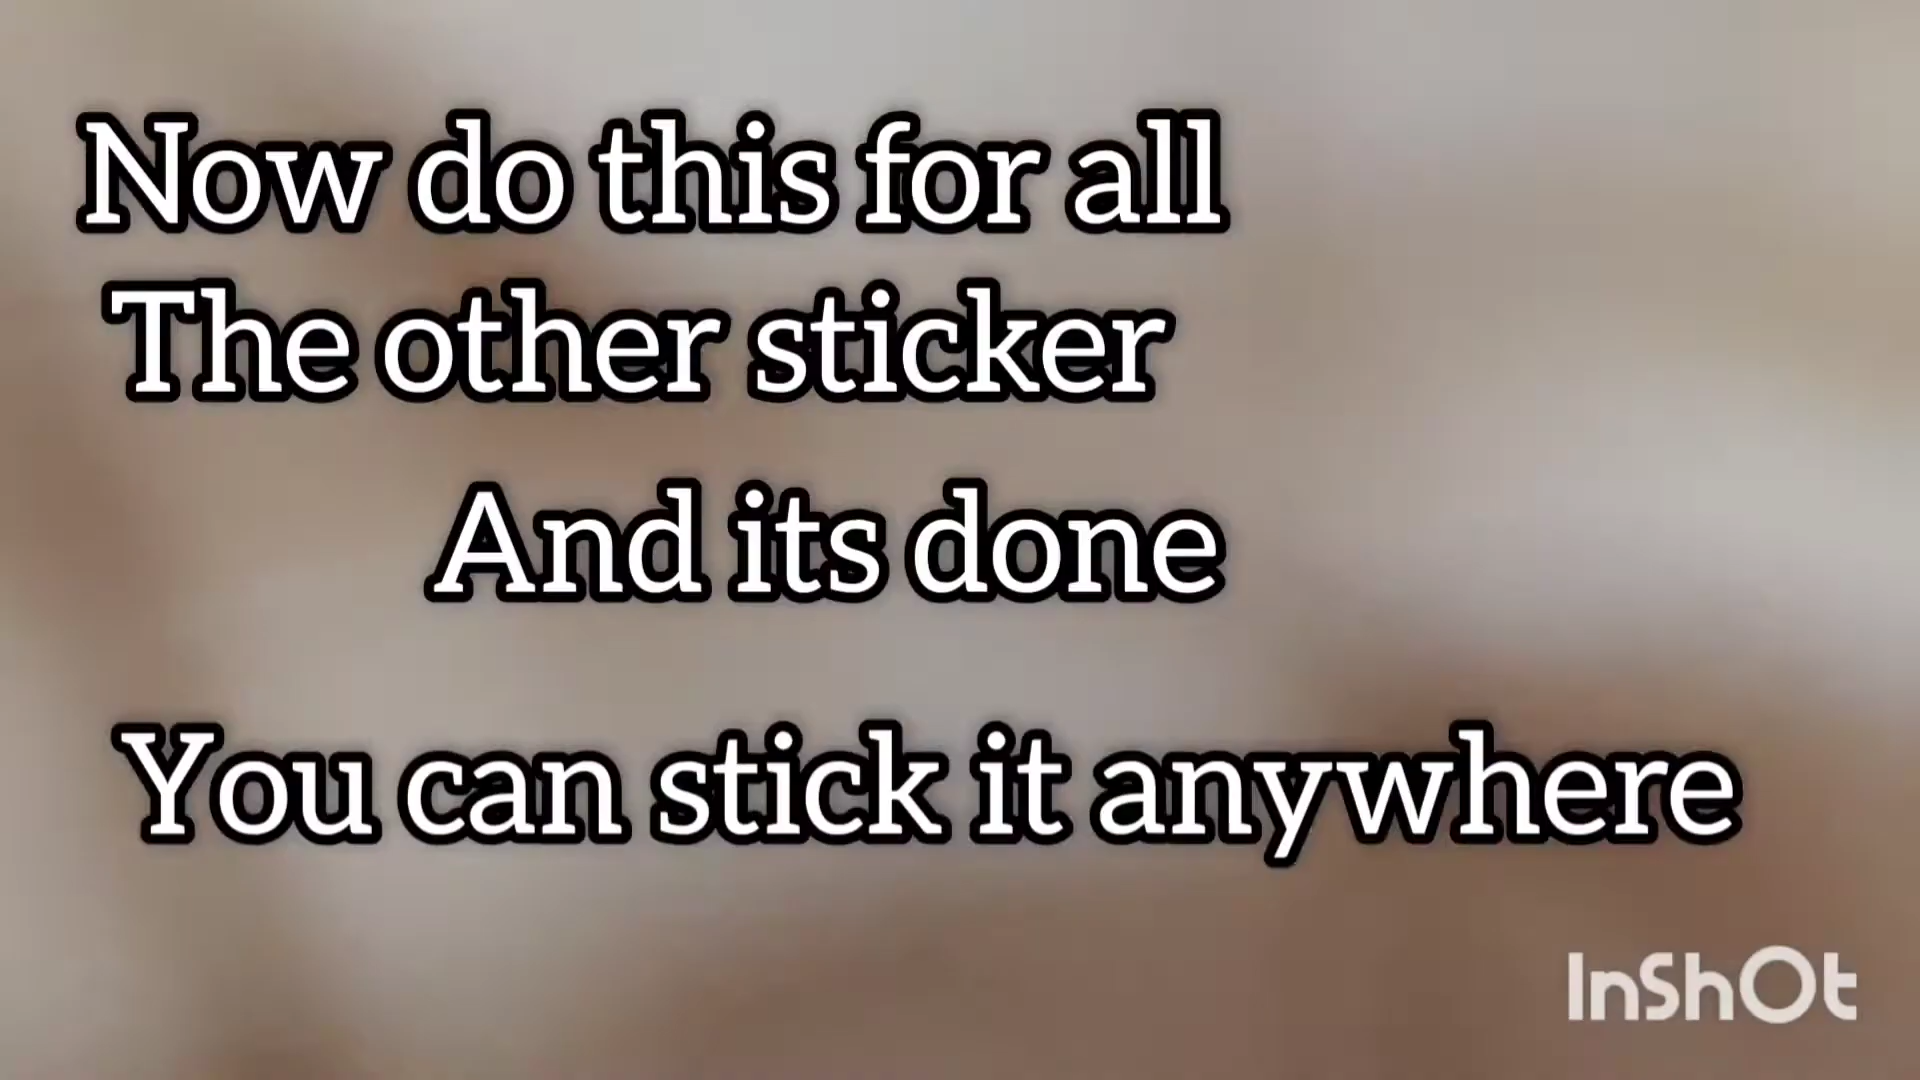 Now do this for all
The other sticker
And its done
You can stick it anywhere
InShOt